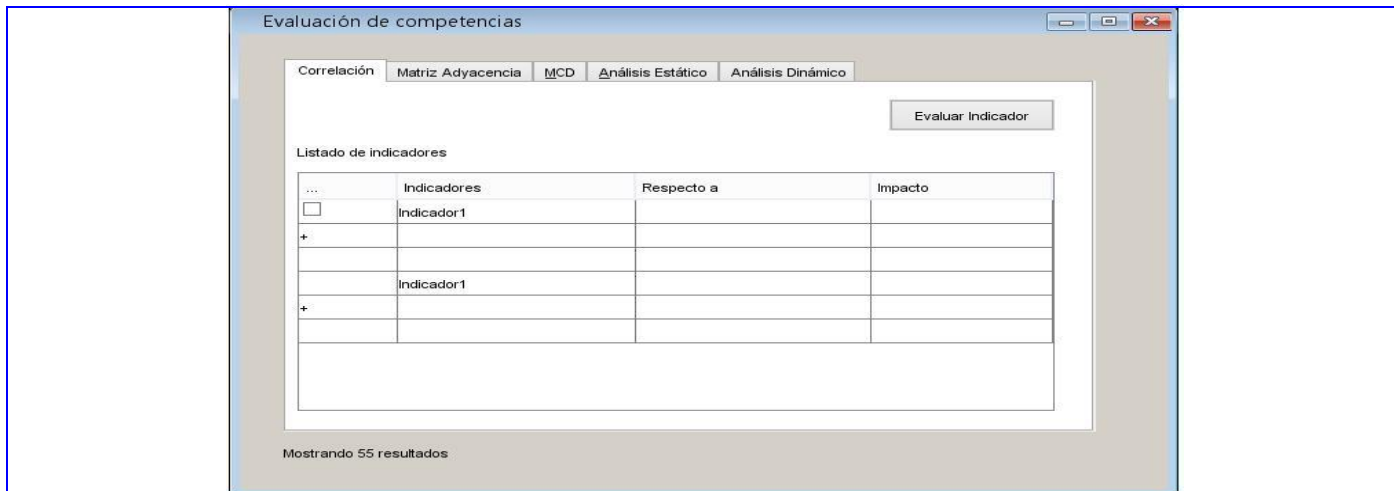 Evaluación de competencias
Correlación Matriz Adyacencia MCD Análisis Estático Análisis Dinámico
Evaluar Indicador
Listado de indicadores
... Indicadores Respecto a Impacto
Indicador1
+
Indicador1
+
Mostrando 55 resultados